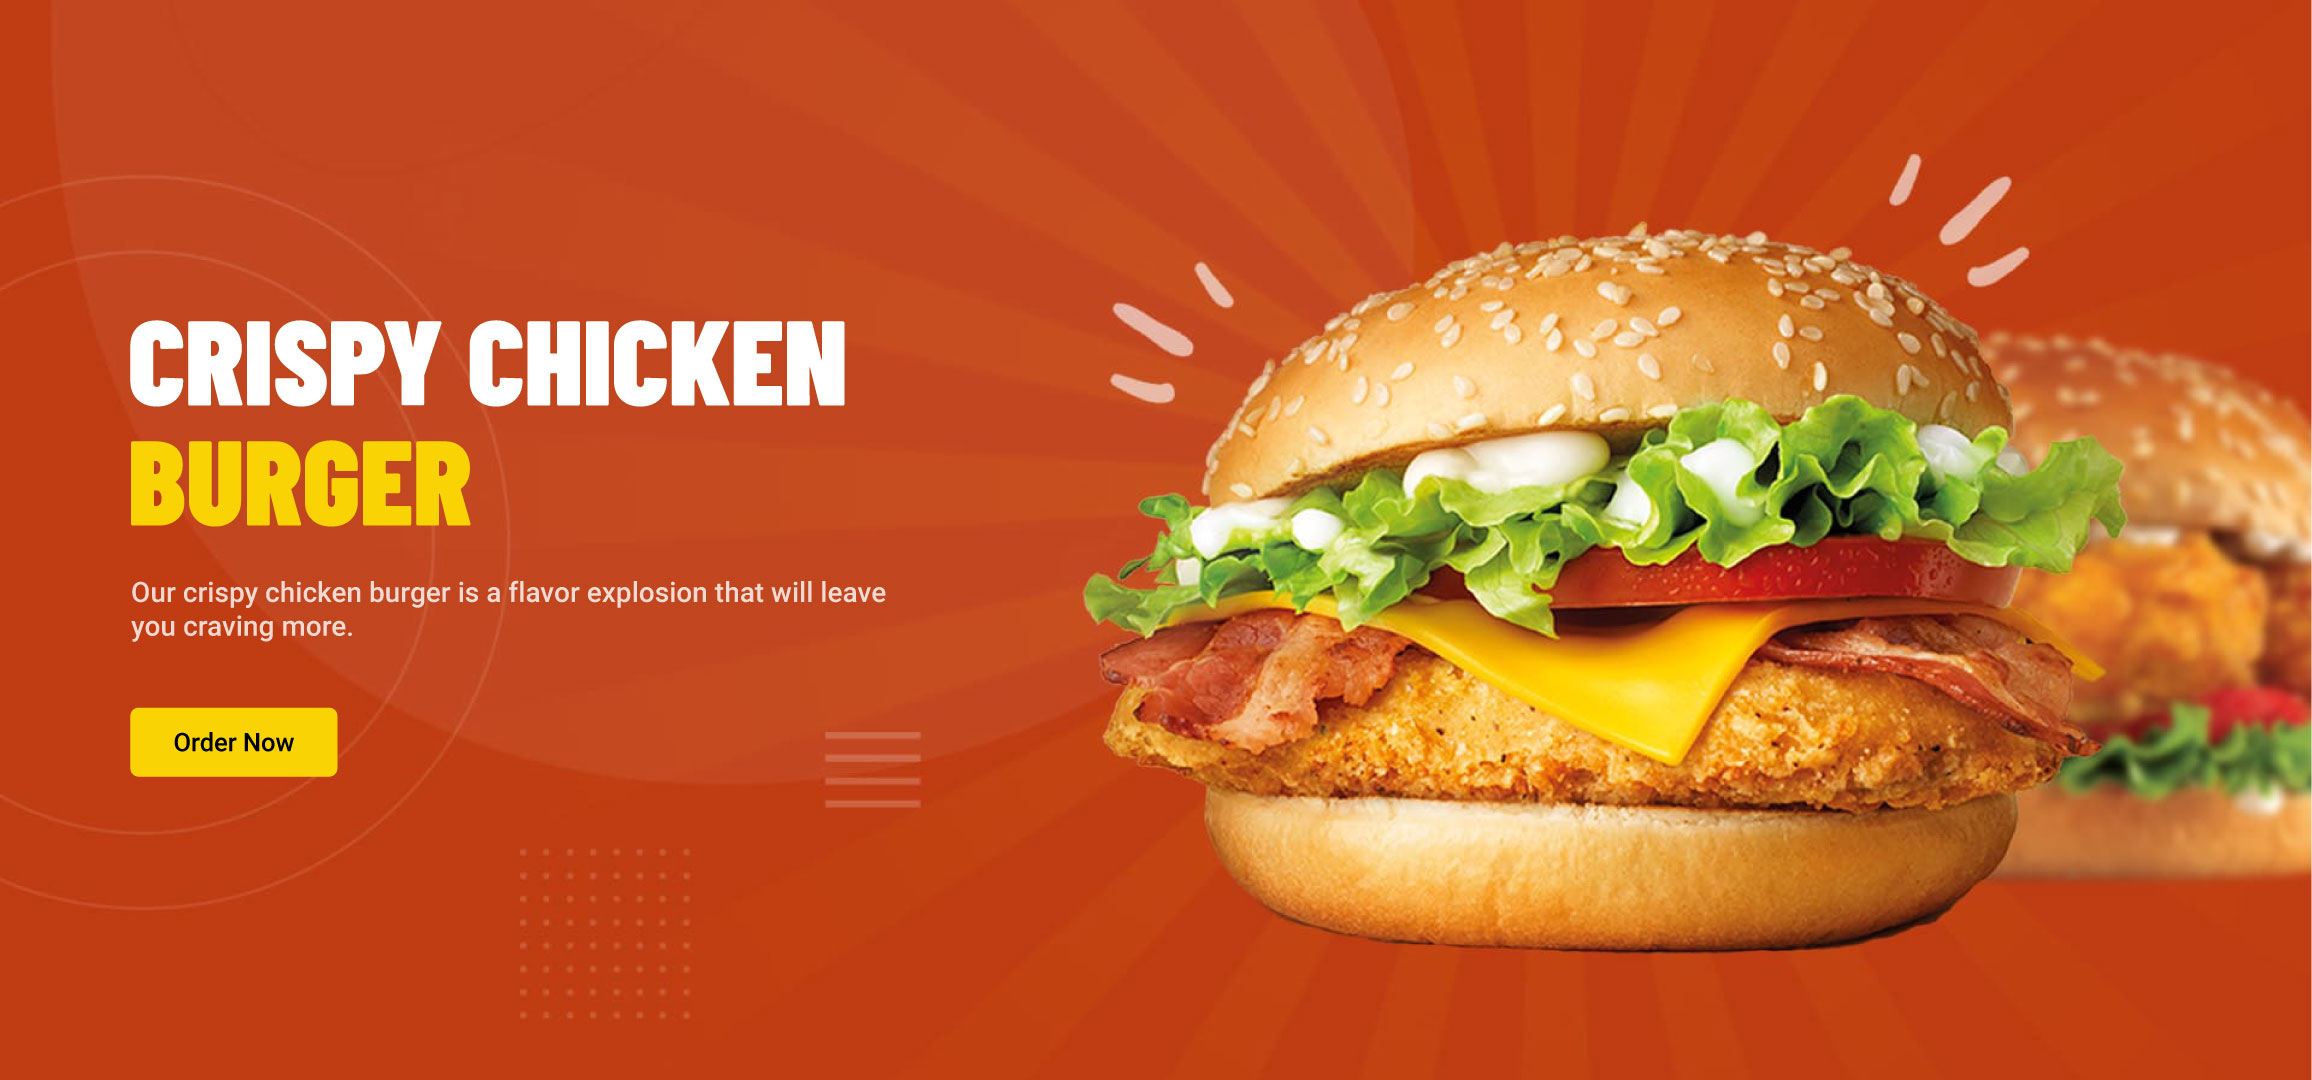 CRISPY CHICKEN
BURGER
Our crispy chicken burger is a flavor explosion that will leave
you craving more.
Order Now